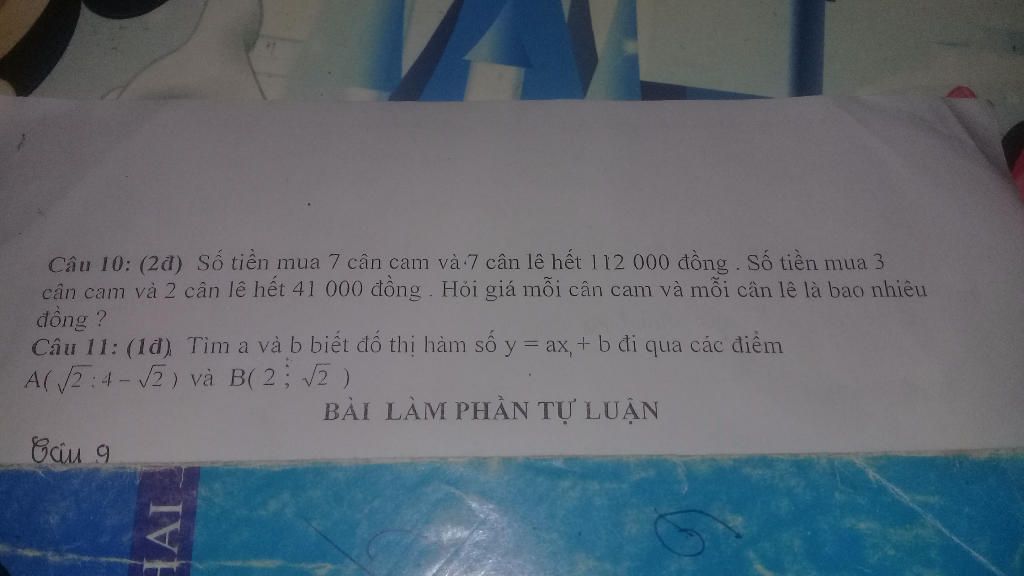 Câu 10: (2đ) Số tiền mua 7 cân cam và 7 cân lê hết 112 000 đồng . Số tiền mua 3
cân cam và 2 cân lê hết 41 000 đồng . Hỏi giá mỗi cân cam và mỗi cân lê là bao nhiêu
đồng ?
Câu 11: (1đ) Tìm a và b biết đồ thị hàm số y = ax + b đi qua các điểm
A( √2 ; 4 – √2 ) và B( 2 ; √2 )
BÀI LÀM PHẦN TỰ LUẬN
Câu 9
HAI